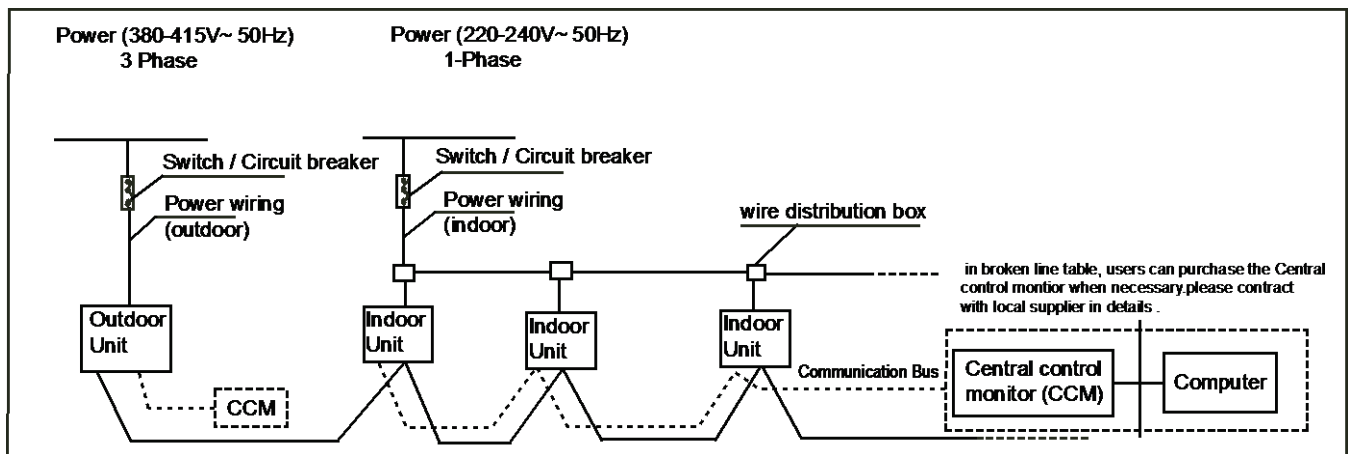 Power (380-415V~ 50Hz)
3 Phase
Power (220-240V~ 50Hz)
1-Phase
Switch / Circuit breaker
Power wiring
(outdoor)
Switch / Circuit breaker
Power wiring
(indoor)
wire distribution box
in broken line table, users can purchase the Central
control montior when necessary.please contract
with local supplier in details .
Outdoor
Unit
Indoor
Unit
Indoor
Unit
Indoor
Unit
CCM
Communication Bus
Central control
monitor (CCM)
Computer